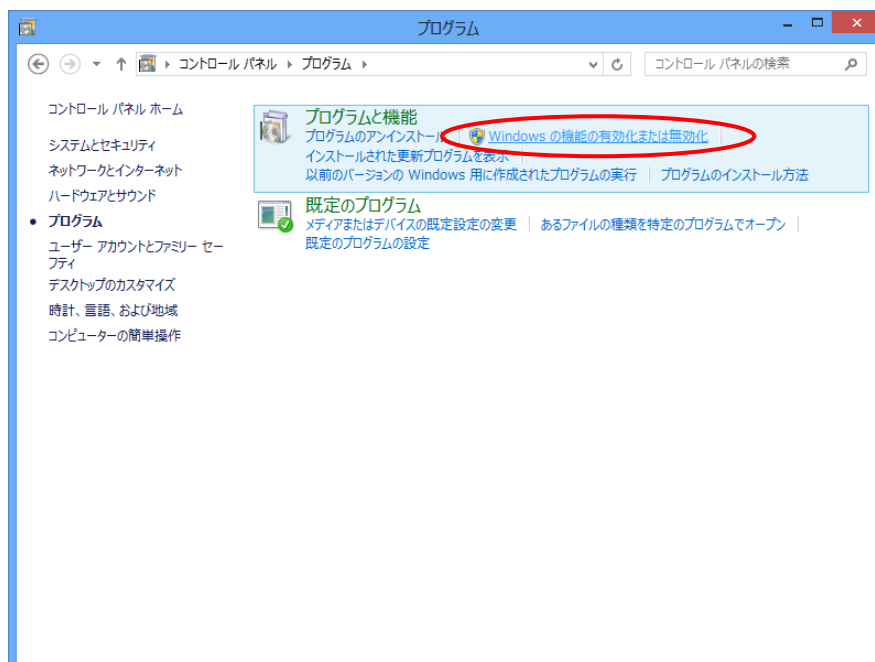 プログラム
コントロール パネル プログラム
コントロール パネルの検索
コントロール パネル ホーム
システムとセキュリティ
ネットワークとインターネット
ハードウェアとサウンド
プログラム
ユーザー アカウントとファミリー セー
フティ
デスクトップのカスタマイズ
時計、言語、および地域
コンピューターの簡単操作
プログラムと機能
プログラムのアンインストール Windows の機能の有効化または無効化
インストールされた更新プログラムを表示
以前のバージョンの Windows 用に作成されたプログラムの実行 プログラムのインストール方法
既定のプログラム
メディアまたはデバイスの既定設定の変更 あるファイルの種類を特定のプログラムでオープン
既定のプログラムの設定